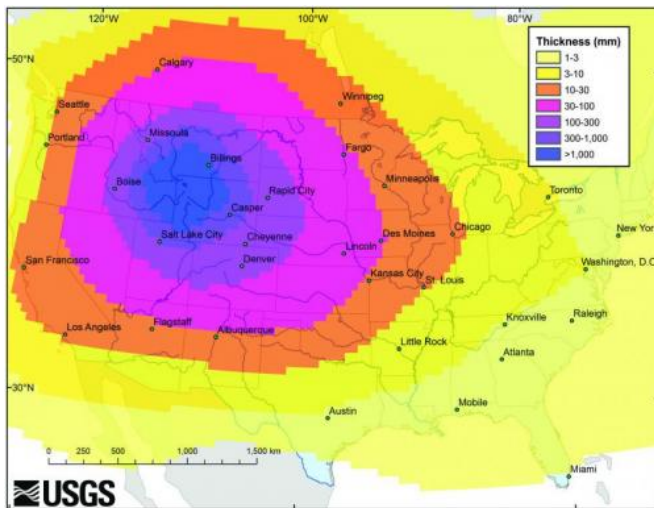 120°W
100°W
80°W
50°N
30°N
Thickness (mm)
1-3
3-10
10-30
30-100
100-300
300-1,000
>1,000
Calgary
Seattle
Winnipeg
Portland
Missoula
Billings
Fargo
Boise
Rapid City
Minneapolis
Toronto
Casper
Salt Lake City
Cheyenne
Des Moines
Chicago
New York
Denver
Lincoln
San Francisco
Kansas City
St. Louis
Washington, D.C
Los Angeles
Flagstaff
Albuquerque
Knoxville
Raleigh
Little Rock
Atlanta
Austin
Mobile
Miami
0 250 500 750 1,000 1,500 km
USGS